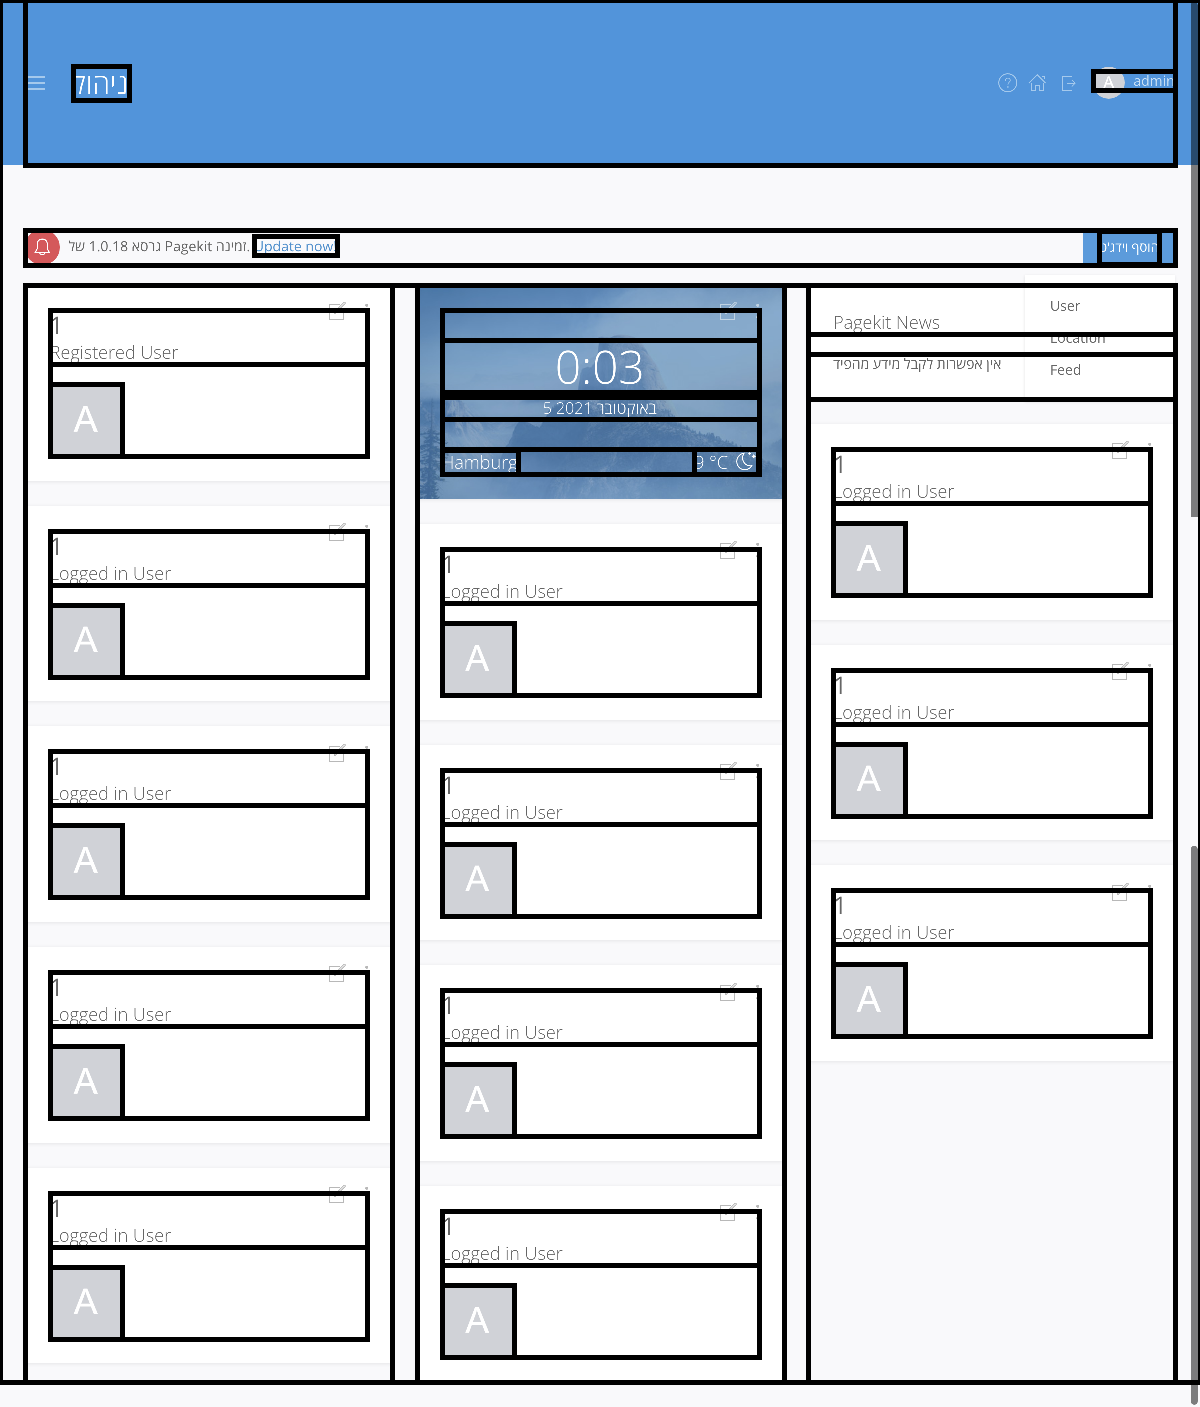 ניהול
A admin
גרסא 1.0.18 של Pagekit זמינה. Update now!
הוסף וידג'ט
1
Registered User
A
1
Logged in User
A
1
Logged in User
A
1
Logged in User
A
1
Logged in User
A
0:03
5 באוקטובר 2021
Hamburg
9 °C
1
Logged in User
A
1
Logged in User
A
1
Logged in User
A
1
Logged in User
A
Pagekit News
אין אפשרות לקבל מידע מהפיד
User
Location
Feed
1
Logged in User
A
1
Logged in User
A
1
Logged in User
A